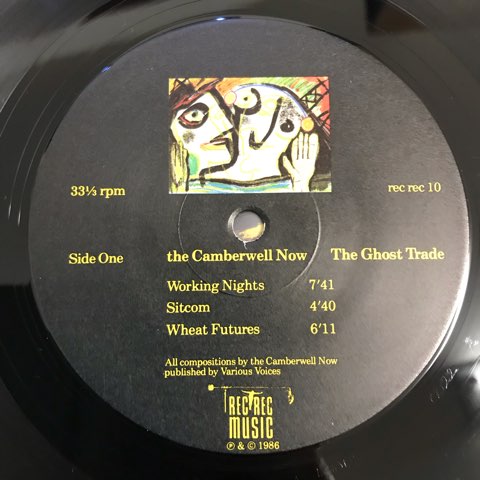 33⅓ rpm
rec rec 10
Side One the Camberwell Now The Ghost Trade
Working Nights 7'41
Sitcom 4'40
Wheat Futures 6'11
All compositions by the Camberwell Now
published by Various Voices
REC REC
MUSIC
℗ & © 1986